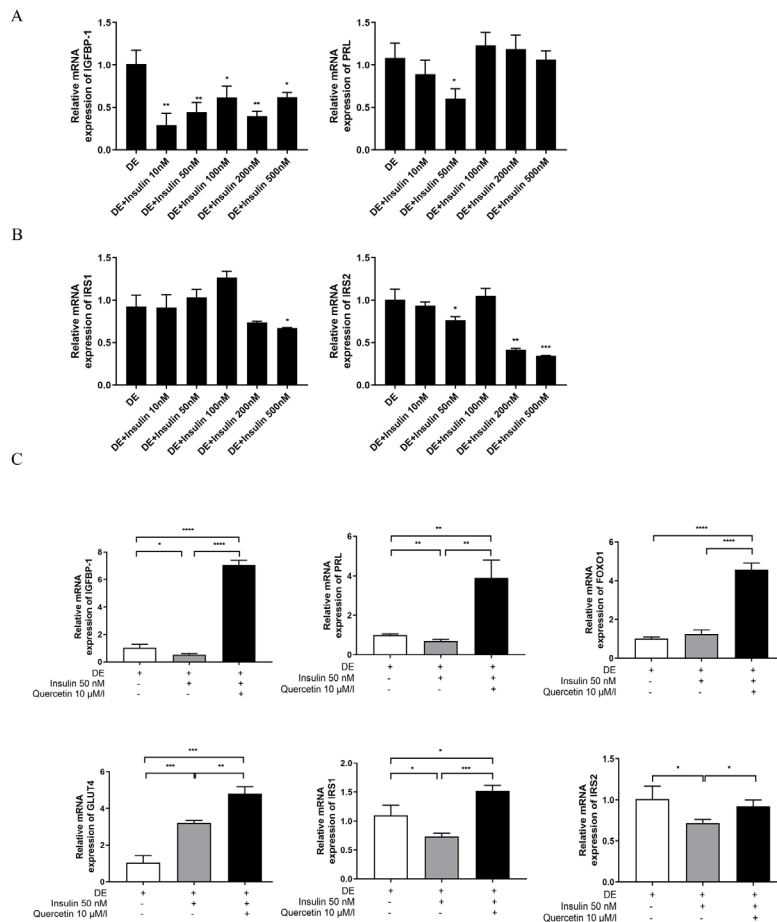 A
Relative mRNA
expression of IGFBP-1
1.5
1.0
0.5
0.0
**
**
*
**
*
DE
DE+Insulin 10nM
DE+Insulin 50nM
DE+Insulin 100nM
DE+Insulin 200nM
DE+Insulin 500nM
Relative mRNA
expression of PRL
1.5
1.0
0.5
0.0
*
DE
DE+Insulin 10nM
DE+Insulin 50nM
DE+Insulin 100nM
DE+Insulin 200nM
DE+Insulin 500nM
B
Relative mRNA
expression of IRS1
1.5
1.0
0.5
0.0
*
DE
DE+Insulin 10nM
DE+Insulin 50nM
DE+Insulin 100nM
DE+Insulin 200nM
DE+Insulin 500nM
Relative mRNA
expression of IRS2
1.5
1.0
0.5
0.0
*
**
***
DE
DE+Insulin 10nM
DE+Insulin 50nM
DE+Insulin 100nM
DE+Insulin 200nM
DE+Insulin 500nM
C
Relative mRNA
expression of IGFBP-1
8
6
4
2
0
****
* ****
DE + + +
Insulin 50 nM - + +
Quercetin 10 μM/l - - +
Relative mRNA
expression of PRL
6
4
2
0
**
** **
DE + + +
Insulin 50 nM - + +
Quercetin 10 μM/l - - +
Relative mRNA
expression of FOXO1
6
4
2
0
****
****
DE + + +
Insulin 50 nM - + +
Quercetin 10 μM/l - - +
Relative mRNA
expression of GLUT4
6
4
2
0
***
*** **
DE + + +
Insulin 50 nM - + +
Quercetin 10 μM/l - - +
Relative mRNA
expression of IRS1
2.0
1.5
1.0
0.5
0.0
*
* ***
DE + + +
Insulin 50 nM - + +
Quercetin 10 μM/l - - +
Relative mRNA
expression of IRS2
1.5
1.0
0.5
0.0
* *
DE + + +
Insulin 50 nM - + +
Quercetin 10 μM/l - - +